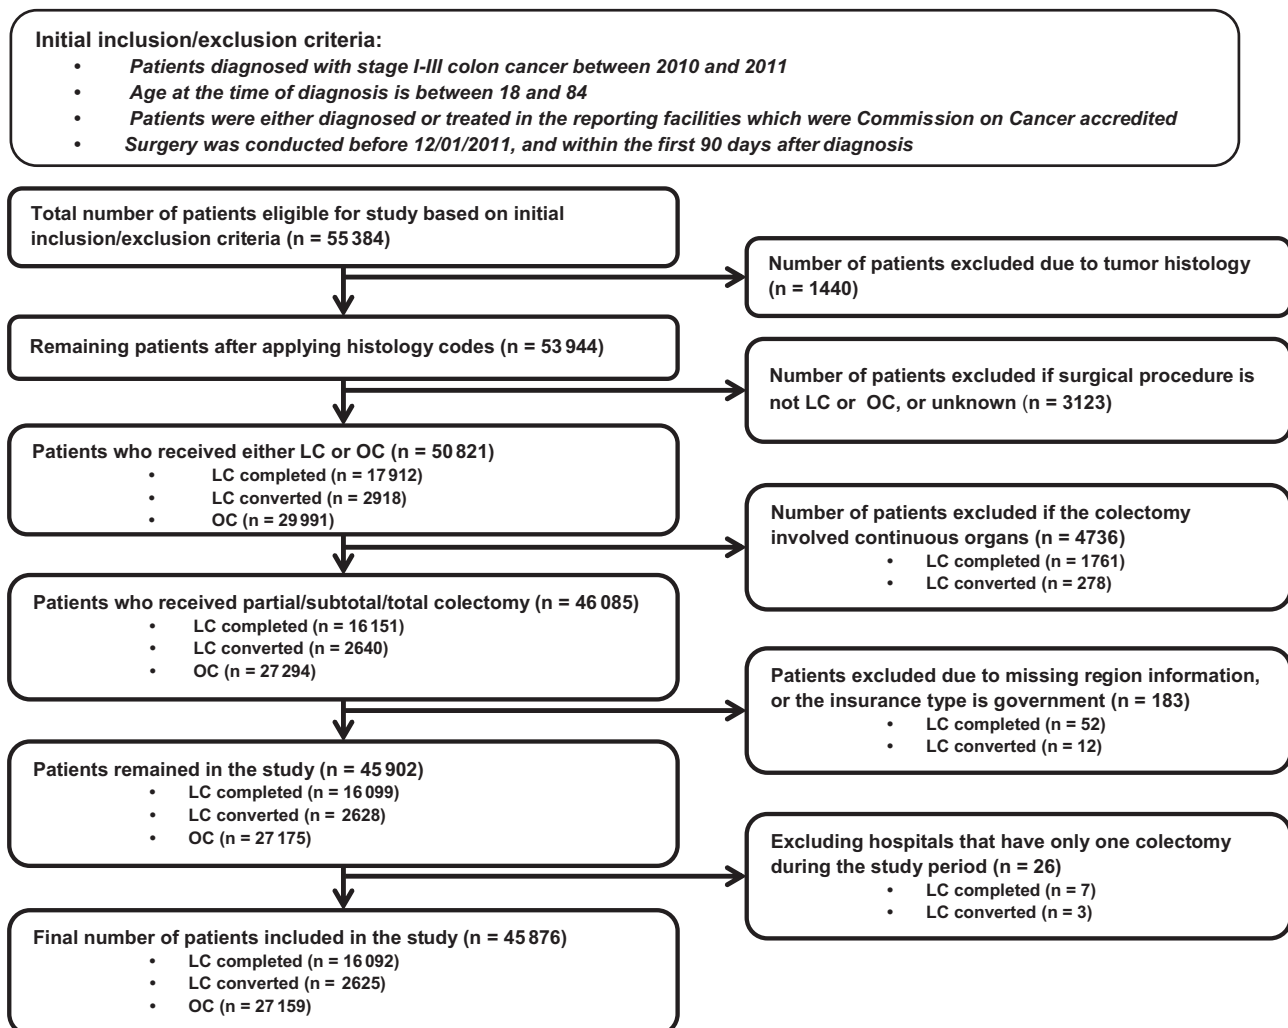 Initial inclusion/exclusion criteria:
• Patients diagnosed with stage I-III colon cancer between 2010 and 2011
• Age at the time of diagnosis is between 18 and 84
• Patients were either diagnosed or treated in the reporting facilities which were Commission on Cancer accredited
• Surgery was conducted before 12/01/2011, and within the first 90 days after diagnosis
Total number of patients eligible for study based on initial
inclusion/exclusion criteria (n = 55 384)
Number of patients excluded due to tumor histology
(n = 1440)
Remaining patients after applying histology codes (n = 53 944)
Number of patients excluded if surgical procedure is
not LC or OC, or unknown (n = 3123)
Patients who received either LC or OC (n = 50 821)
• LC completed (n = 17 912)
• LC converted (n = 2918)
• OC (n = 29 991)
Number of patients excluded if the colectomy
involved continuous organs (n = 4736)
• LC completed (n = 1761)
• LC converted (n = 278)
Patients who received partial/subtotal/total colectomy (n = 46 085)
• LC completed (n = 16 151)
• LC converted (n = 2640)
• OC (n = 27 294)
Patients excluded due to missing region information,
or the insurance type is government (n = 183)
• LC completed (n = 52)
• LC converted (n = 12)
Patients remained in the study (n = 45 902)
• LC completed (n = 16 099)
• LC converted (n = 2628)
• OC (n = 27 175)
Excluding hospitals that have only one colectomy
during the study period (n = 26)
• LC completed (n = 7)
• LC converted (n = 3)
Final number of patients included in the study (n = 45 876)
• LC completed (n = 16 092)
• LC converted (n = 2625)
• OC (n = 27 159)